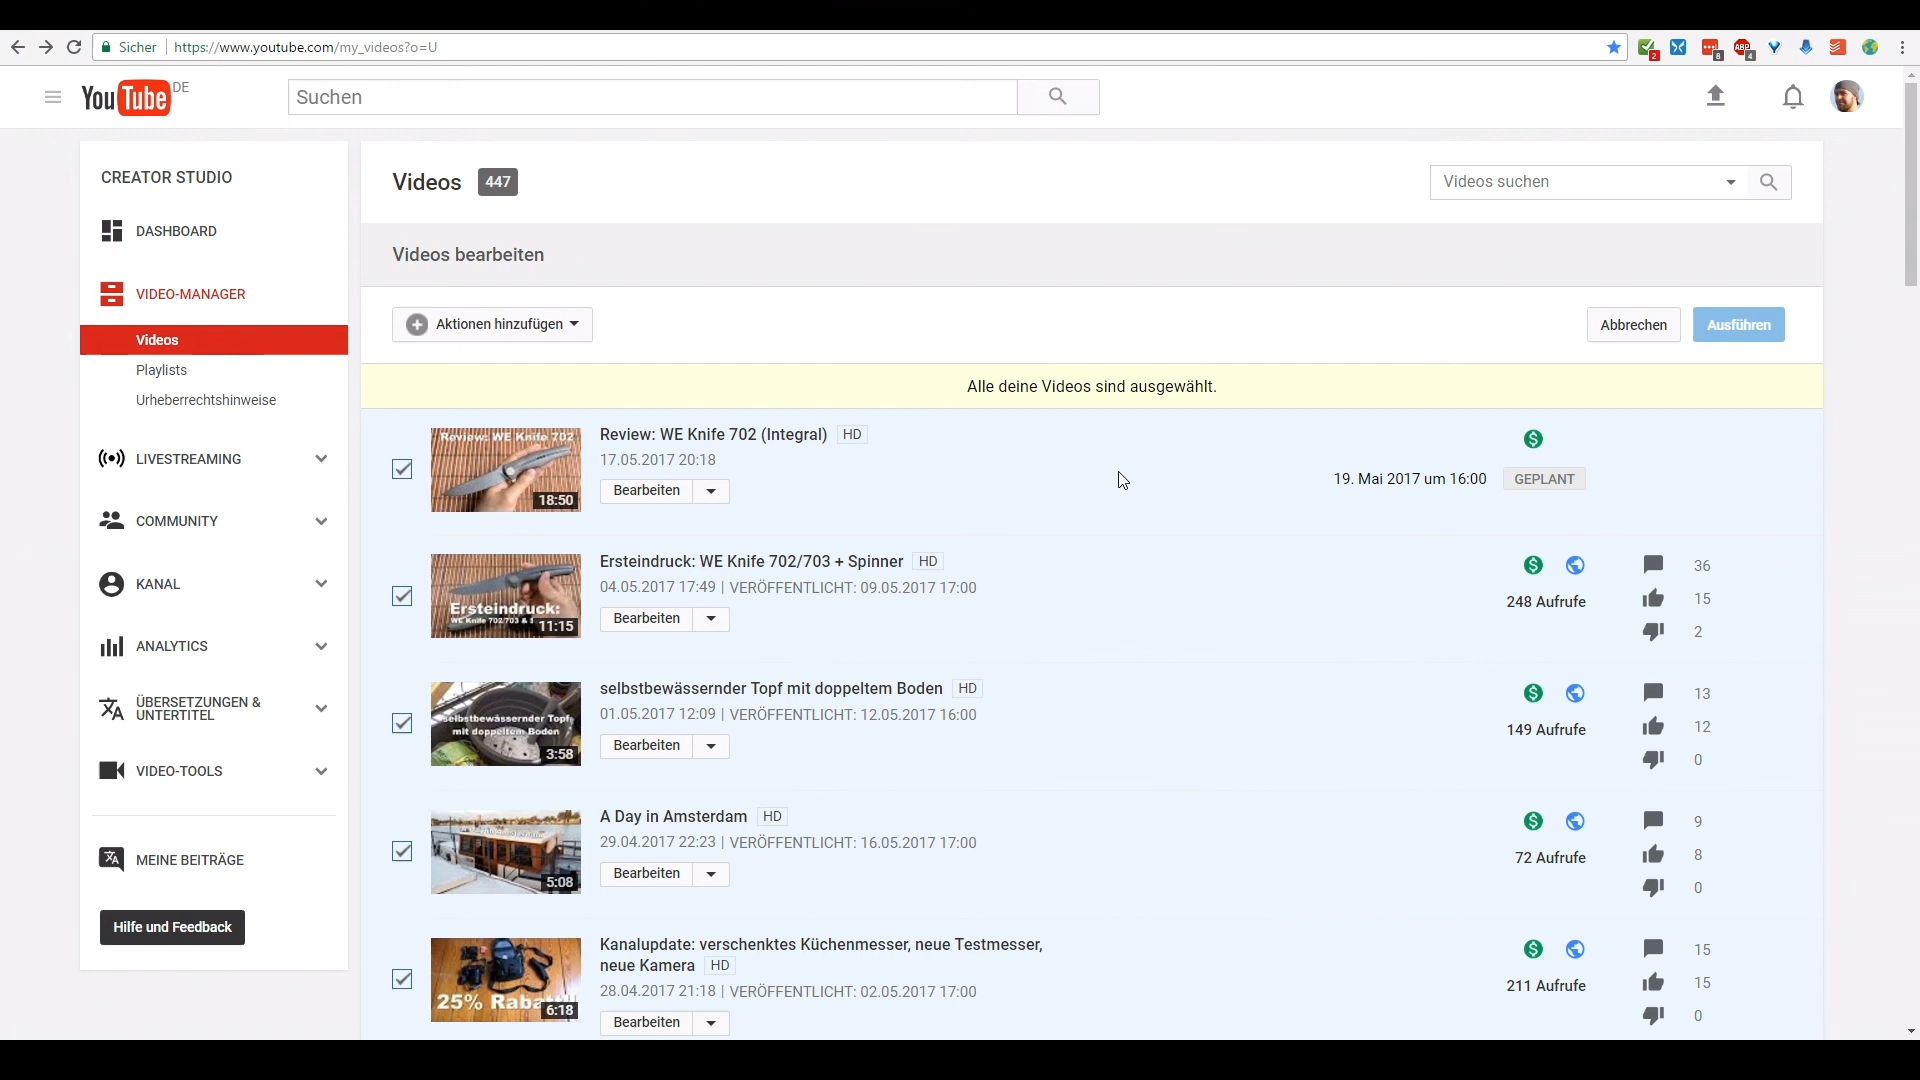 Sicher https://www.youtube.com/my_videos?o=U
2 8 ABP 4
YouTube DE
Suchen
CREATOR STUDIO
DASHBOARD
VIDEO-MANAGER
Videos
Playlists
Urheberrechtshinweise
LIVESTREAMING
COMMUNITY
KANAL
ANALYTICS
ÜBERSETZUNGEN &
UNTERTITEL
VIDEO-TOOLS
MEINE BEITRÄGE
Hilfe und Feedback
Videos 447
Videos suchen
Videos bearbeiten
Aktionen hinzufügen
Abbrechen Ausführen
Alle deine Videos sind ausgewählt.
Review: WE Knife 702
18:50
Review: WE Knife 702 (Integral) HD
17.05.2017 20:18
Bearbeiten
19. Mai 2017 um 16:00 GEPLANT
Ersteindruck:
WE Knife 702/703 &
11:15
Ersteindruck: WE Knife 702/703 + Spinner HD
04.05.2017 17:49 | VERÖFFENTLICHT: 09.05.2017 17:00
Bearbeiten
248 Aufrufe
36
15
2
selbstbewässernder Topf
mit doppeltem Boden
3:58
selbstbewässernder Topf mit doppeltem Boden HD
01.05.2017 12:09 | VERÖFFENTLICHT: 12.05.2017 16:00
Bearbeiten
149 Aufrufe
13
12
0
5:08
A Day in Amsterdam HD
29.04.2017 22:23 | VERÖFFENTLICHT: 16.05.2017 17:00
Bearbeiten
72 Aufrufe
9
8
0
25% Rabatt
6:18
Kanalupdate: verschenktes Küchenmesser, neue Testmesser,
neue Kamera HD
28.04.2017 21:18 | VERÖFFENTLICHT: 02.05.2017 17:00
Bearbeiten
211 Aufrufe
15
15
0